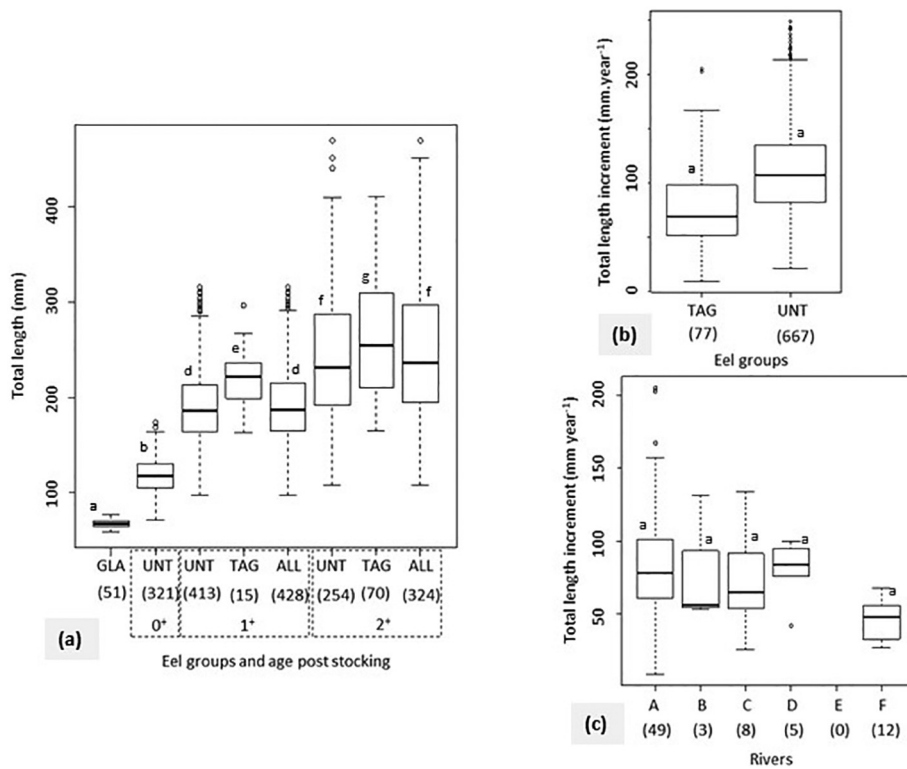 Total length (mm)
400
300
200
100
a
b
d
e
d
f
g
f
GLA UNT UNT TAG ALL UNT TAG ALL
(51) (321) (413) (15) (428) (254) (70) (324)
0+ 1+ 2+
(a)
Eel groups and age post stocking
Total length increment (mm.year-1)
200
100
0
a
a
TAG UNT
(77) (667)
(b)
Eel groups
Total length increment (mm year-1)
200
150
100
50
a
a
a
a
a
A B C D E F
(49) (3) (8) (5) (0) (12)
(c)
Rivers